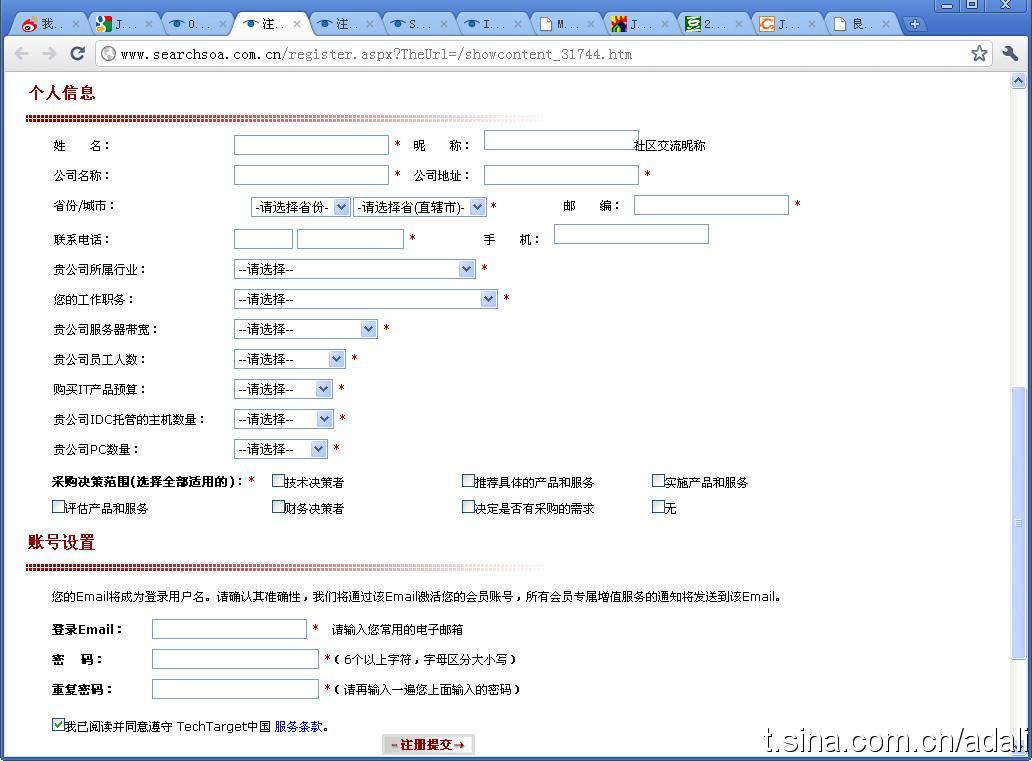 我...
J...
O...
注...
注...
S...
I...
M...
J...
2...
J...
良...
www.searchsoa.com.cn/register.aspx?TheUrl=/showcontent_31744.htm
个人信息
姓 名： * 昵 称： 社区交流昵称
公司名称： * 公司地址： *
省份/城市： -请选择省份- -请选择省(直辖市)- * 邮 编： *
联系电话： * 手 机：
贵公司所属行业： --请选择-- *
您的工作职务： --请选择-- *
贵公司服务器带宽： --请选择-- *
贵公司员工人数： --请选择-- *
购买IT产品预算： --请选择-- *
贵公司IDC托管的主机数量： --请选择-- *
贵公司PC数量： --请选择-- *
采购决策范围(选择全部适用的)：* 技术决策者 推荐具体的产品和服务 实施产品和服务
评估产品和服务 财务决策者 决定是否有采购的需求 无
账号设置
您的Email将成为登录用户名。请确认其准确性，我们将通过该Email激活您的会员账号，所有会员专属增值服务的通知将发送到该Email。
登录Email： * 请输入您常用的电子邮箱
密 码： *（ 6个以上字符，字母区分大小写）
重复密码： *（ 请再输入一遍您上面输入的密码）
我已阅读并同意遵守 TechTarget中国 服务条款。
注册提交→
t.sina.com.cn/adali